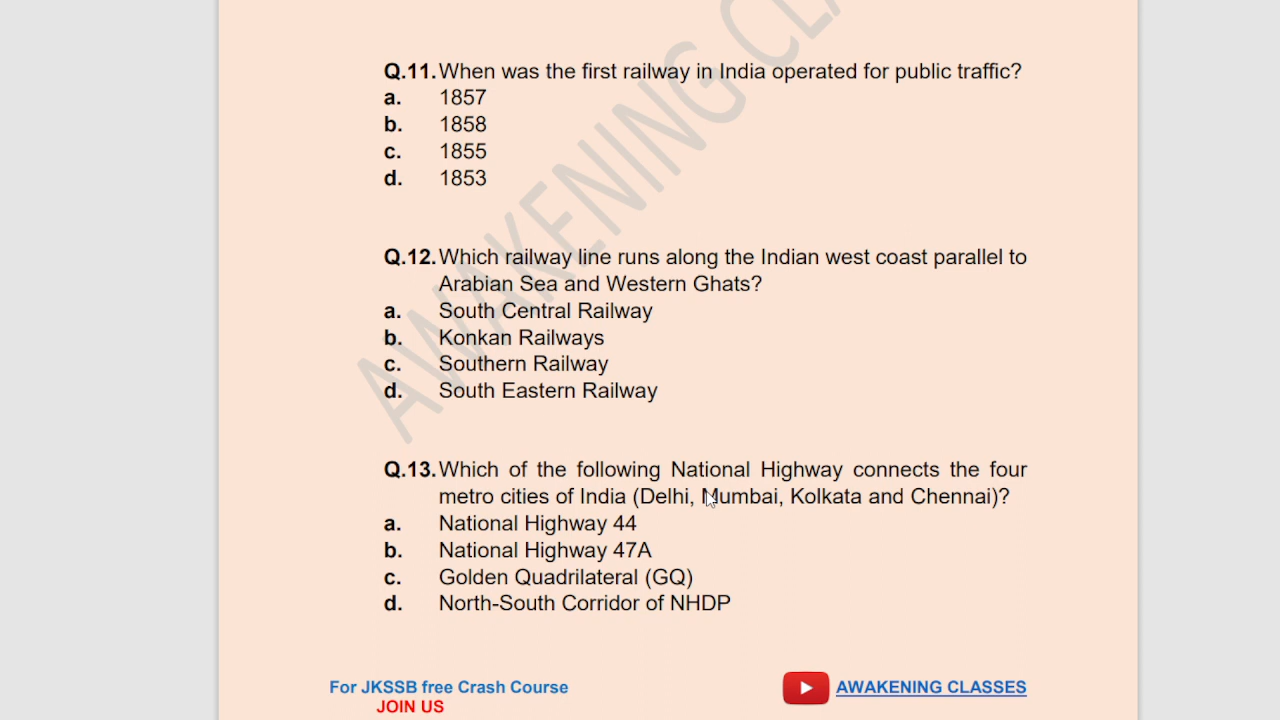 AWAKENING CLA
Q.11. When was the first railway in India operated for public traffic?
a. 1857
b. 1858
c. 1855
d. 1853
Q.12. Which railway line runs along the Indian west coast parallel to
Arabian Sea and Western Ghats?
a. South Central Railway
b. Konkan Railways
c. Southern Railway
d. South Eastern Railway
Q.13. Which of the following National Highway connects the four
metro cities of India (Delhi, Mumbai, Kolkata and Chennai)?
a. National Highway 44
b. National Highway 47A
c. Golden Quadrilateral (GQ)
d. North-South Corridor of NHDP
For JKSSB free Crash Course
JOIN US
AWAKENING CLASSES